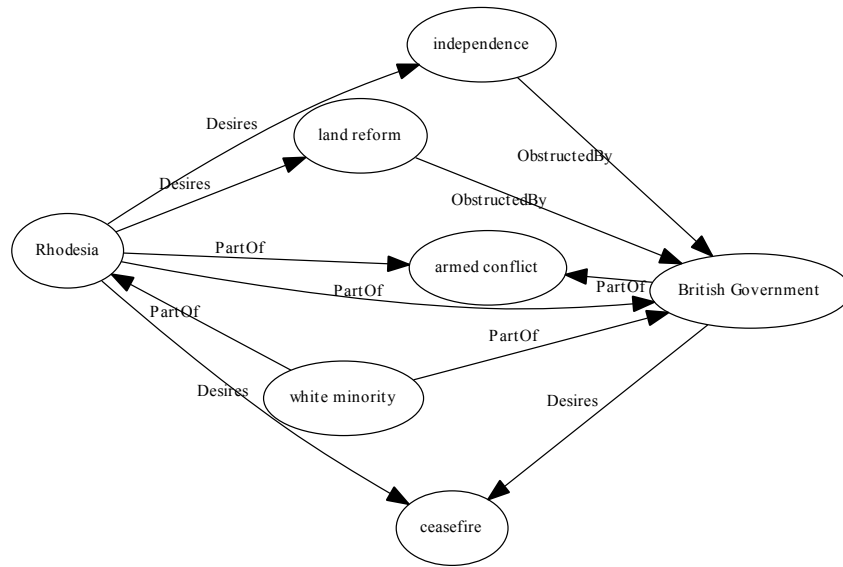 independence
Desires
land reform
ObstructedBy
Desires
ObstructedBy
Rhodesia
PartOf
armed conflict
PartOf
British Government
PartOf
PartOf
PartOf
white minority
Desires
Desires
ceasefire